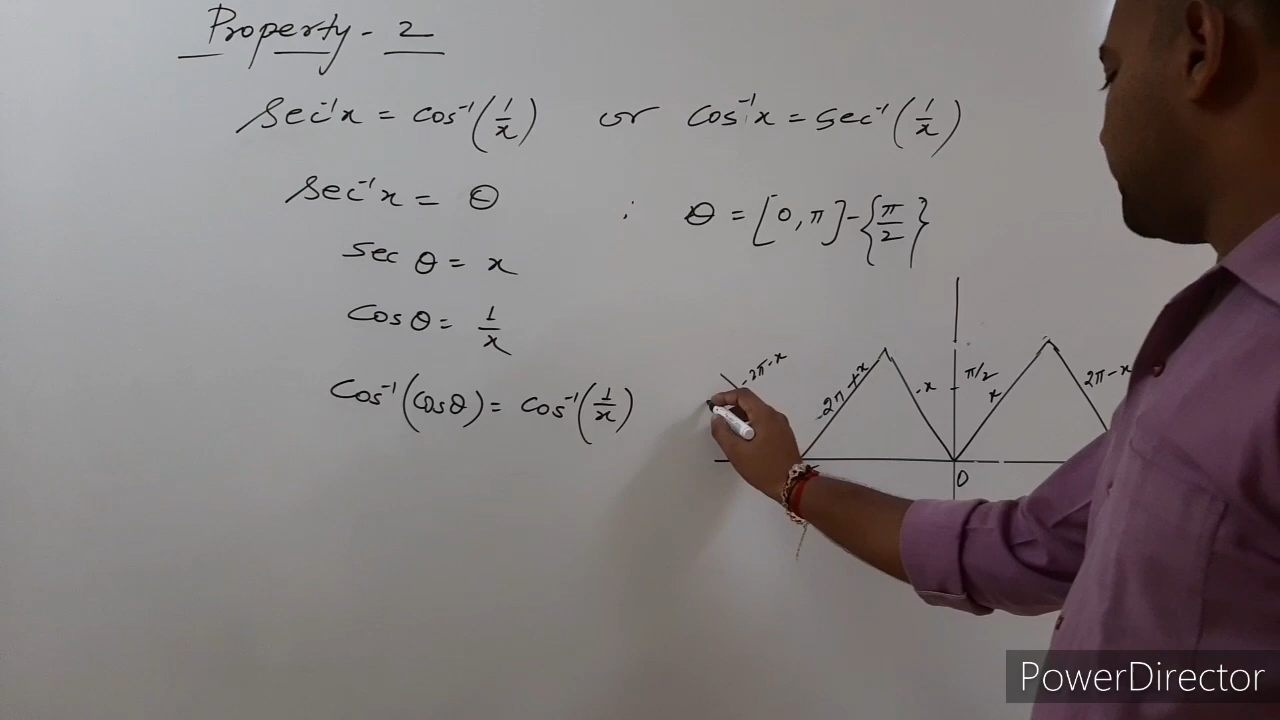 Property - 2
sec⁻¹x = cos⁻¹(1/x) or cos⁻¹x = sec⁻¹(1/x)
sec⁻¹x = θ : θ = [0, π] - {π/2}
sec θ = x
cos θ = 1/x
cos⁻¹(cosθ) = cos⁻¹(1/x)
-2π-x
-2π+x
-x
π/2
x
2π-x
0
PowerDirector